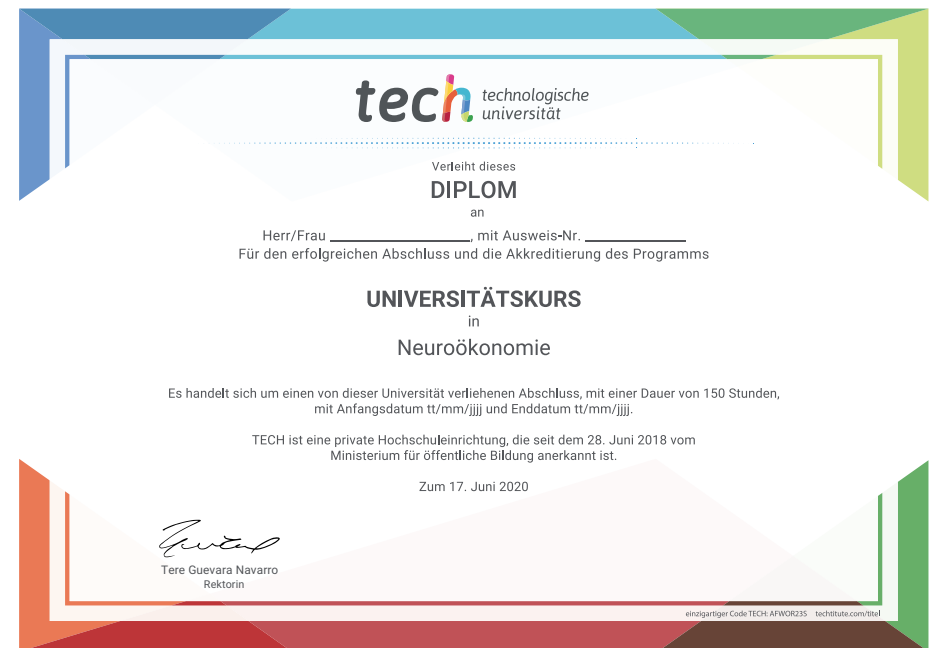 tech technologische
universität
Verleiht dieses
DIPLOM
an
Herr/Frau ____________________, mit Ausweis-Nr. ______________
Für den erfolgreichen Abschluss und die Akkreditierung des Programms
UNIVERSITÄTSKURS
in
Neuroökonomie
Es handelt sich um einen von dieser Universität verliehenen Abschluss, mit einer Dauer von 150 Stunden,
mit Anfangsdatum tt/mm/jjjj und Enddatum tt/mm/jjjj.
TECH ist eine private Hochschuleinrichtung, die seit dem 28. Juni 2018 vom
Ministerium für öffentliche Bildung anerkannt ist.
Zum 17. Juni 2020
Tere Guevara Navarro
Rektorin
einzigartiger Code TECH: AFWOR23S techtitute.com/titel